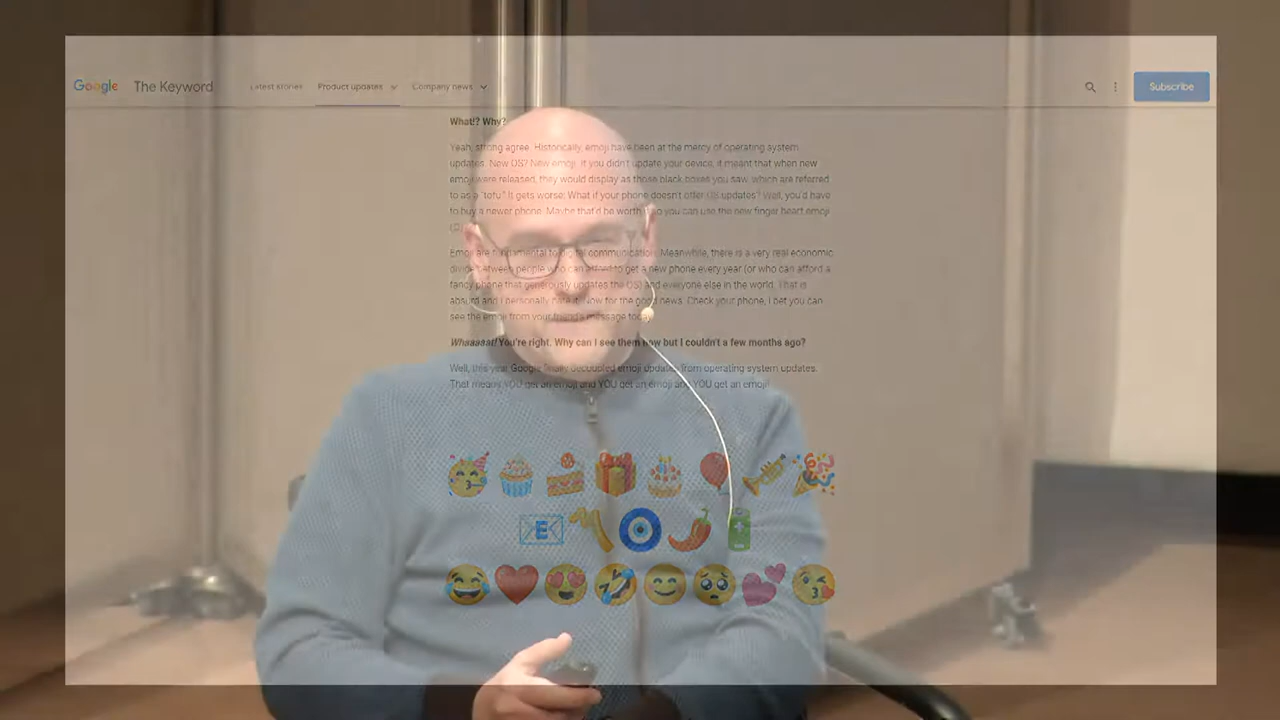 Google The Keyword Latest stories Product updates Company news Subscribe
What!? Why?
Yeah, strong agree. Historically, emoji have been at the mercy of operating system
updates. New OS? New emoji. If you didn't update your device, it meant that when new
emoji were released, they would display as those black boxes you saw, which are referred
to as a "tofu." It gets worse: What if your phone doesn't offer OS updates? Well, you'd have
to buy a newer phone. Maybe that'd be worth it so you can use the new finger heart emoji
Emoji are fundamental to digital communication. Meanwhile, there is a very real economic
divide between people who can afford to get a new phone every year (or who can afford a
fancy phone that generously updates the OS) and everyone else in the world. That is
absurd and I personally hate it. Now for the good news. Check your phone, I bet you can
see the emoji from your friend's message today.
Whaaaaat! You're right. Why can I see them now but I couldn't a few months ago?
Well, this year Google finally decoupled emoji updates from operating system updates.
That means YOU get an emoji and YOU get an emoji and YOU get an emoji!
E